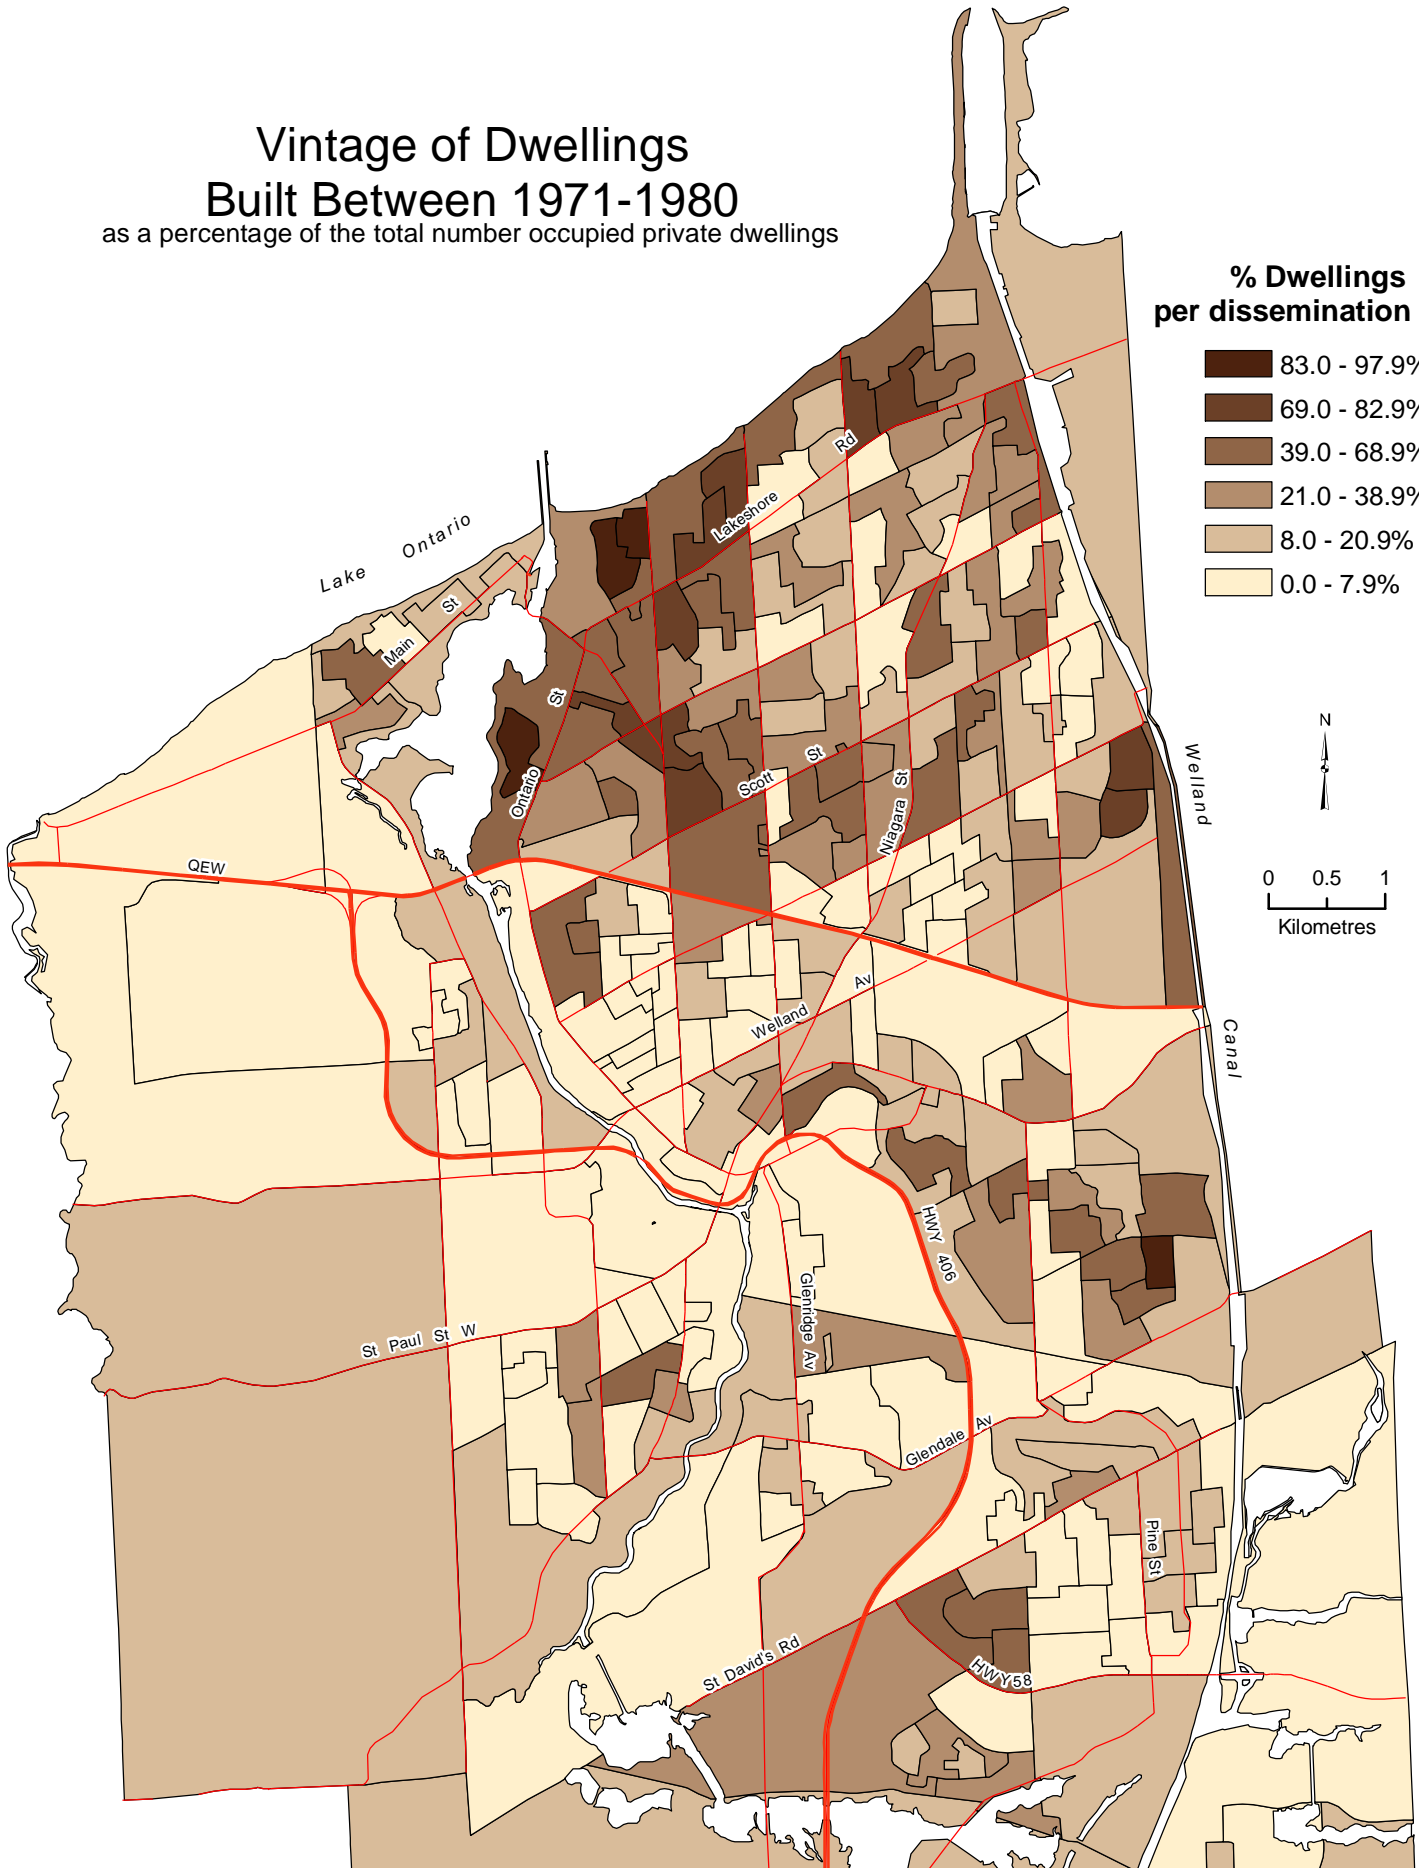 Vintage of Dwellings
Built Between 1971-1980
as a percentage of the total number occupied private dwellings
% Dwellings
per dissemination
83.0 - 97.9%
69.0 - 82.9%
39.0 - 68.9%
21.0 - 38.9%
8.0 - 20.9%
0.0 - 7.9%
Rd
Lakeshore
Lake Ontario
St
Main
St
Ontario
St
Scott
Niagara St
N
Welland
0 0.5 1
Kilometres
QEW
Av
Welland
Canal
HWY 406
Glenridge Av
St Paul St W
Glendale Av
Pine St
St David's Rd
HWY58